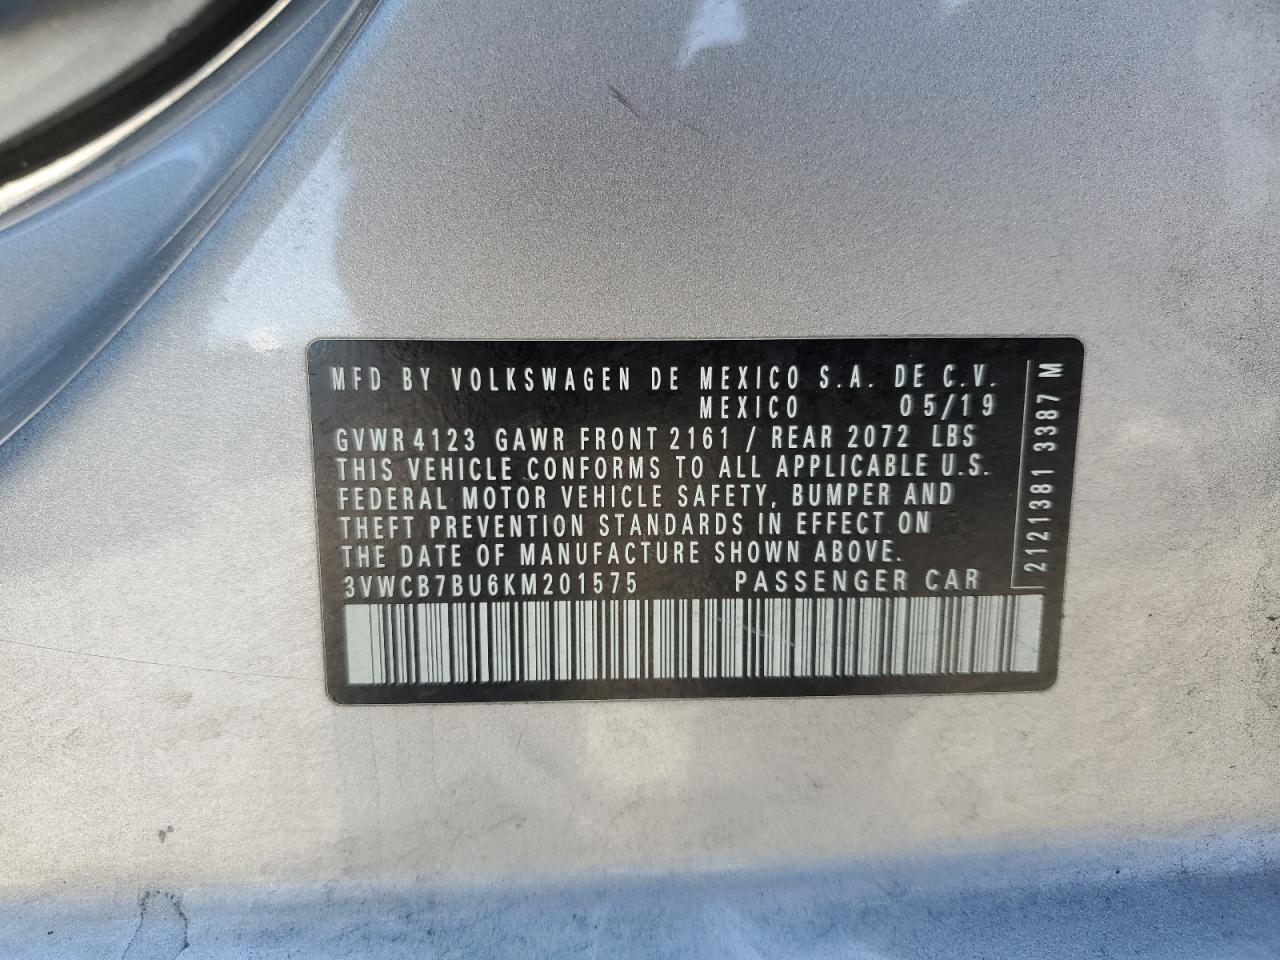 MFD BY VOLKSWAGEN DE MEXICO S.A. DE C.V.
MEXICO 05/19
GVWR 4123 GAWR FRONT 2161 / REAR 2072 LBS
THIS VEHICLE CONFORMS TO ALL APPLICABLE U.S.
FEDERAL MOTOR VEHICLE SAFETY, BUMPER AND
THEFT PREVENTION STANDARDS IN EFFECT ON
THE DATE OF MANUFACTURE SHOWN ABOVE.
3VWCB7BU6KM201575 PASSENGER CAR
2121381 3387 M